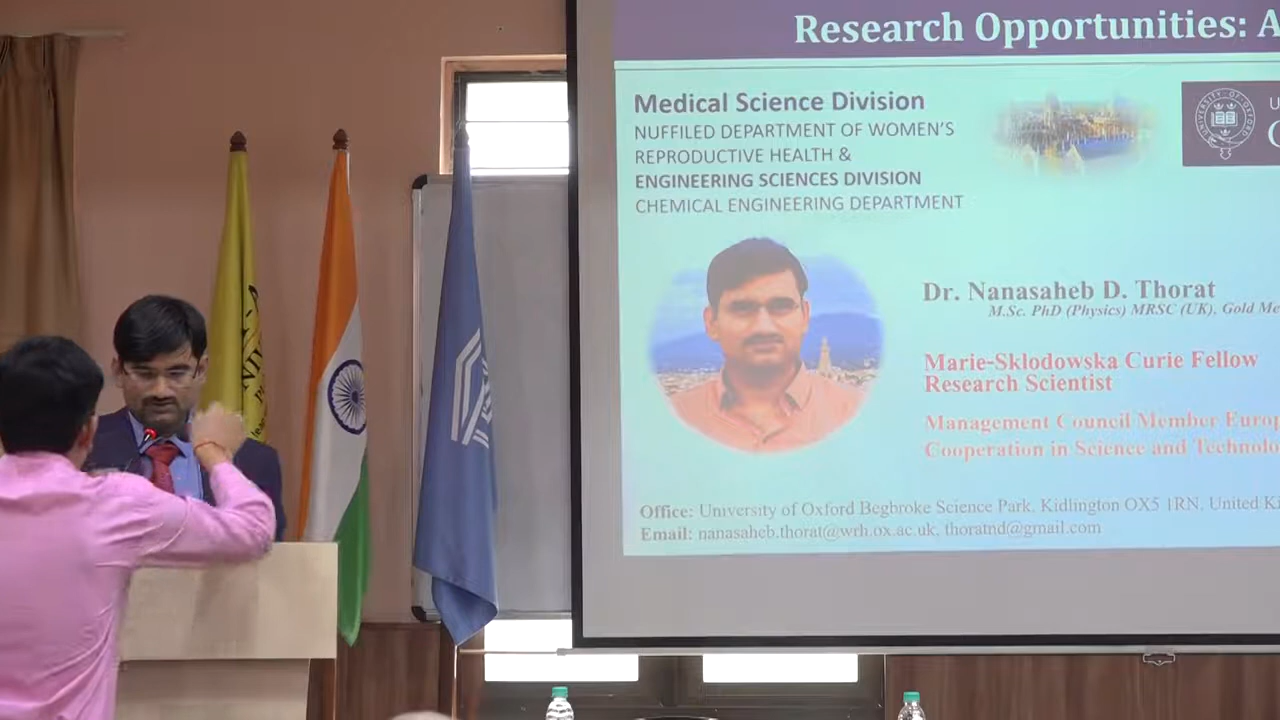 Research Opportunities: A
Medical Science Division
NUFFILED DEPARTMENT OF WOMEN'S
REPRODUCTIVE HEALTH &
ENGINEERING SCIENCES DIVISION
CHEMICAL ENGINEERING DEPARTMENT
UNIVERSITY OF OXFORD
Dr. Nanasaheb D. Thorat
M.Sc. PhD (Physics) MRSC (UK), Gold Me
Marie-Sklodowska Curie Fellow
Research Scientist
Management Council Member Europ
Cooperation in Science and Technolo
Office: University of Oxford Begbroke Science Park, Kidlington OX5 1RN, United Ki
Email: nanasaheb.thorat@wrh.ox.ac.uk, thoratnd@gmail.com